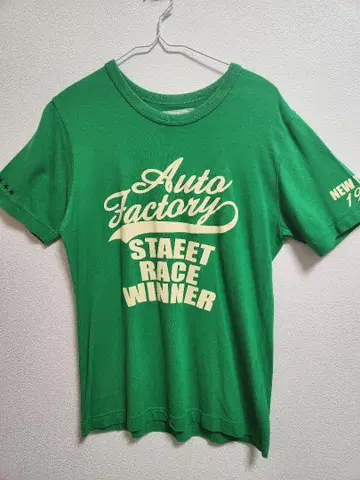 Auto
Factory
STAEET
RACE
WINNER
NEW